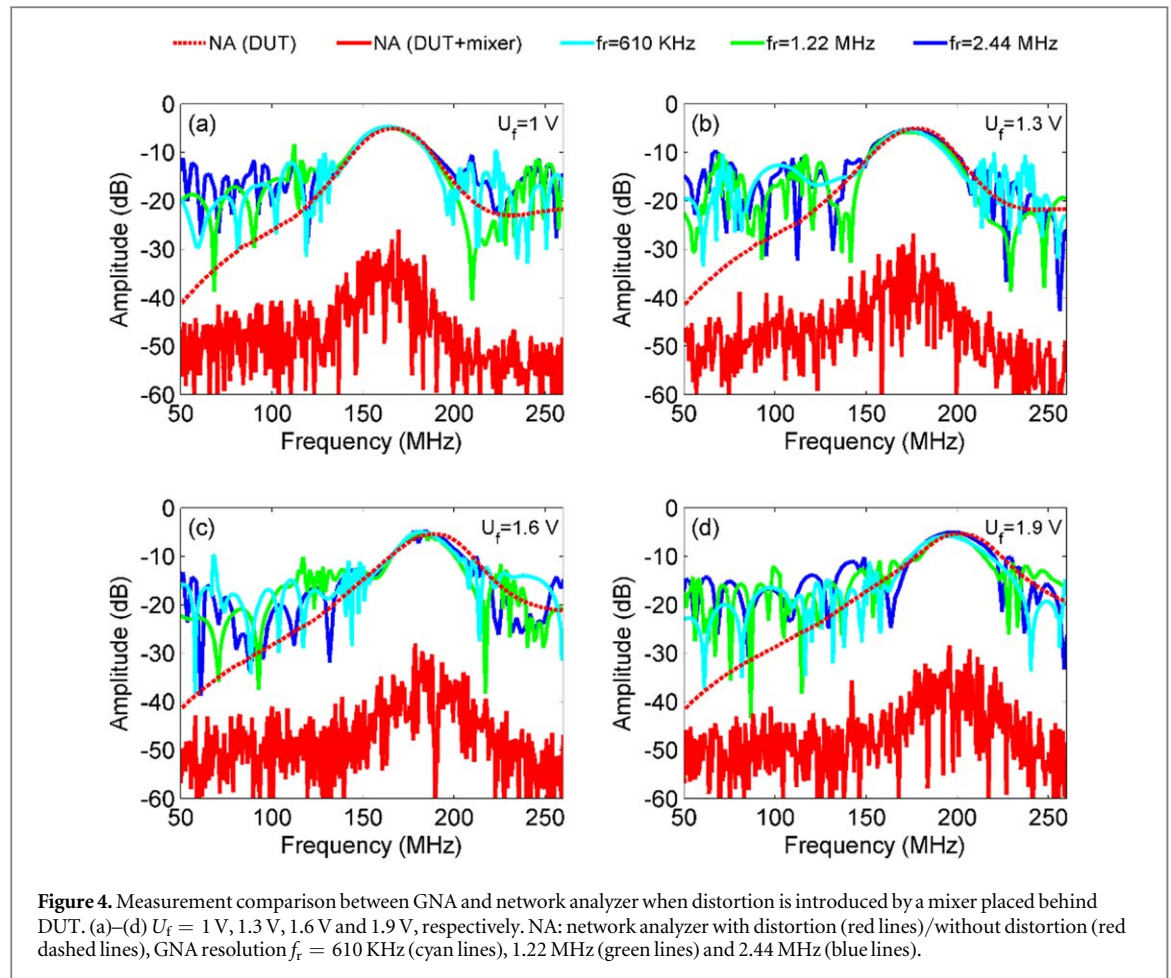 NA (DUT) NA (DUT+mixer) fr=610 KHz fr=1.22 MHz fr=2.44 MHz
(a) U_f=1 V
0
-10
-20
-30
-40
-50
-60
Amplitude (dB)
50 100 150 200 250
Frequency (MHz)
(b) U_f=1.3 V
0
-10
-20
-30
-40
-50
-60
Amplitude (dB)
50 100 150 200 250
Frequency (MHz)
(c) U_f=1.6 V
0
-10
-20
-30
-40
-50
-60
Amplitude (dB)
50 100 150 200 250
Frequency (MHz)
(d) U_f=1.9 V
0
-10
-20
-30
-40
-50
-60
Amplitude (dB)
50 100 150 200 250
Frequency (MHz)
Figure 4. Measurement comparison between GNA and network analyzer when distortion is introduced by a mixer placed behind
DUT. (a)–(d) U_f = 1 V, 1.3 V, 1.6 V and 1.9 V, respectively. NA: network analyzer with distortion (red lines)/without distortion (red
dashed lines), GNA resolution f_r = 610 KHz (cyan lines), 1.22 MHz (green lines) and 2.44 MHz (blue lines).